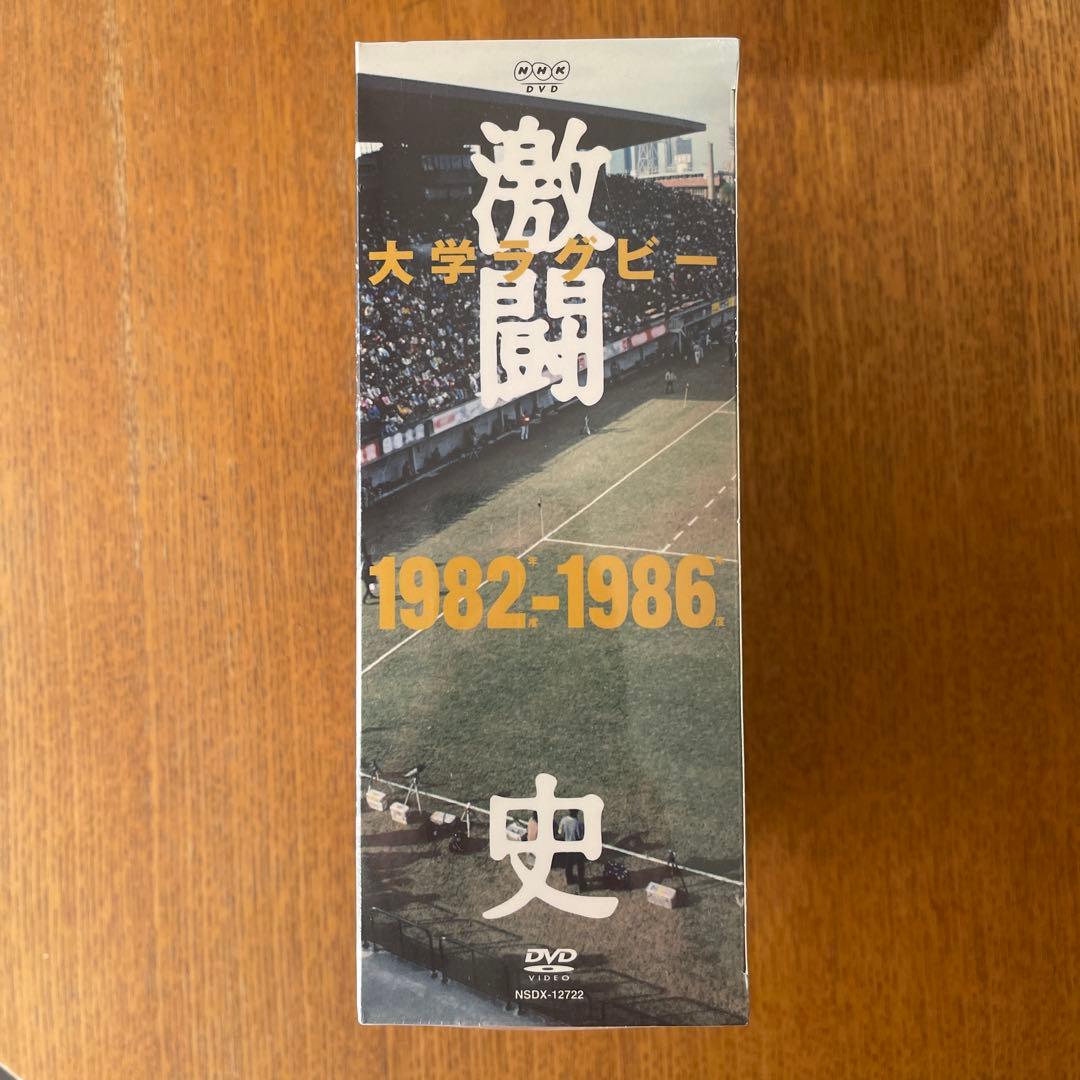 NHK
DVD
激闘
大学ラグビー
1982年度-1986年度
史
DVD
VIDEO
NSDX-12722